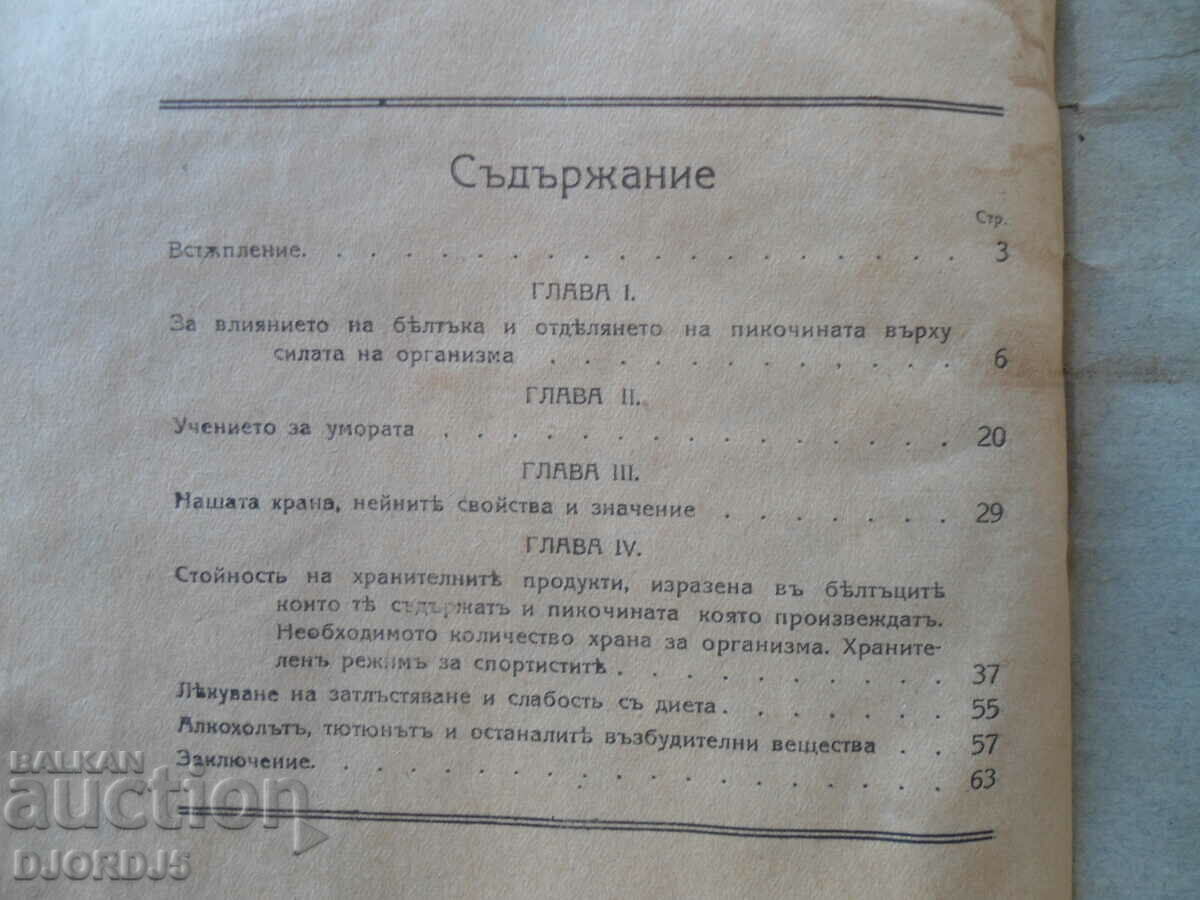 Съдържание
Стр.
Встѫпление. . . . . . . . . . . . . . . . . . 3
ГЛАВА I.
За влиянието на бѣлтъка и отдѣлянето на пикочината върху
силата на организма . . . . . . . . . . . . 6
ГЛАВА II.
Учението за умората . . . . . . . . . . . . . . . 20
ГЛАВА III.
Нашата храна, нейнитѣ свойства и значение . . . . . . . 29
ГЛАВА IV.
Стойность на хранителнитѣ продукти, изразена въ бѣлтъцитѣ
които тѣ съдържатъ и пикочината която произвеждатъ.
Необходимото количество храна за организма. Храните-
ленъ режимъ за спортиститѣ . . . . . . . . . . 37
Лѣкуване на затлъстяване и слабость съ диета. . . . . . . 55
Алкохолътъ, тютюнътъ и останалитѣ възбудителни вещества . . 57
Заключение. . . . . . . . . . . . . . . . . 63
BALKAN
auction
DJORDJ5